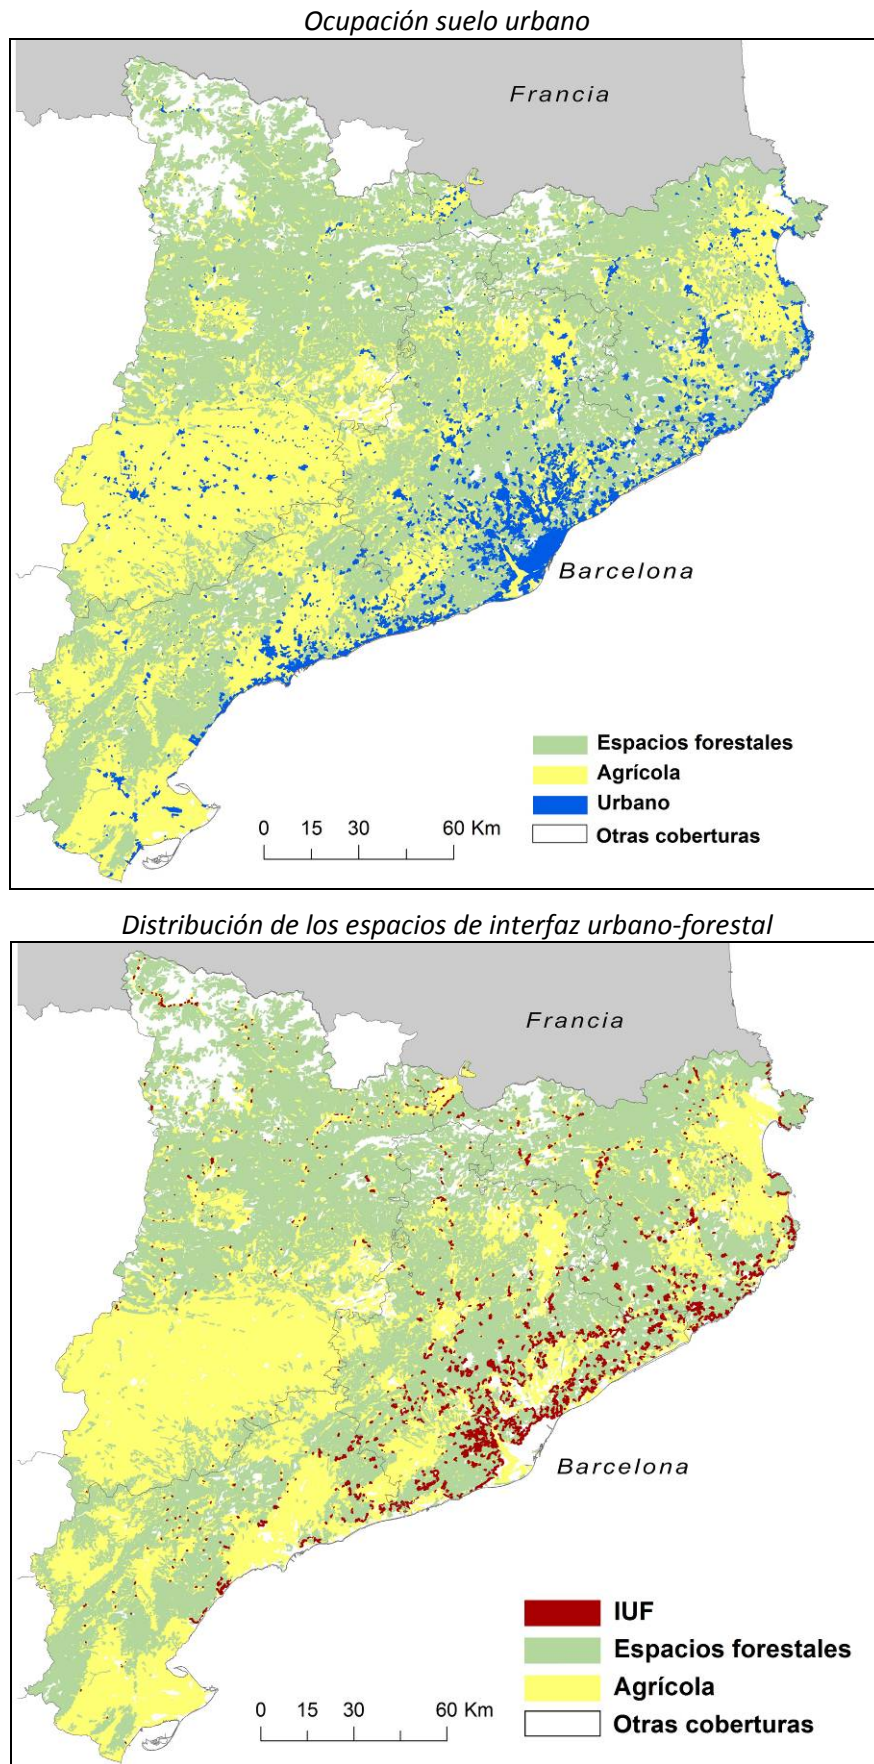 Ocupación suelo urbano
Francia
Barcelona
Espacios forestales
Agrícola
Urbano
Otras coberturas
0 15 30 60 Km
Distribución de los espacios de interfaz urbano-forestal
Francia
Barcelona
IUF
Espacios forestales
Agrícola
Otras coberturas
0 15 30 60 Km